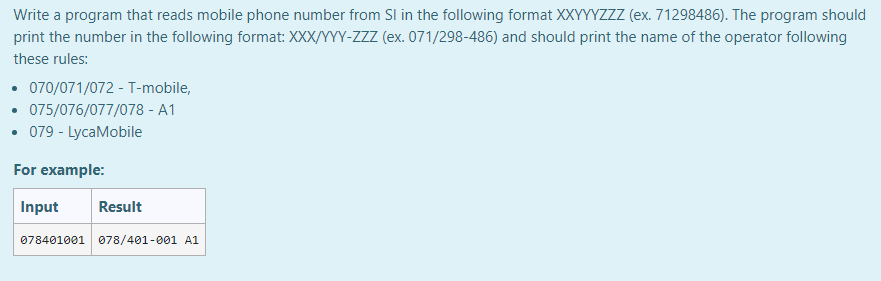 Write a program that reads mobile phone number from SI in the following format XXYYYZZZ (ex. 71298486). The program should
print the number in the following format: XXX/YYY-ZZZ (ex. 071/298-486) and should print the name of the operator following
these rules:
• 070/071/072 - T-mobile,
• 075/076/077/078 - A1
• 079 - LycaMobile
For example:
Input Result
078401001 078/401-001 A1